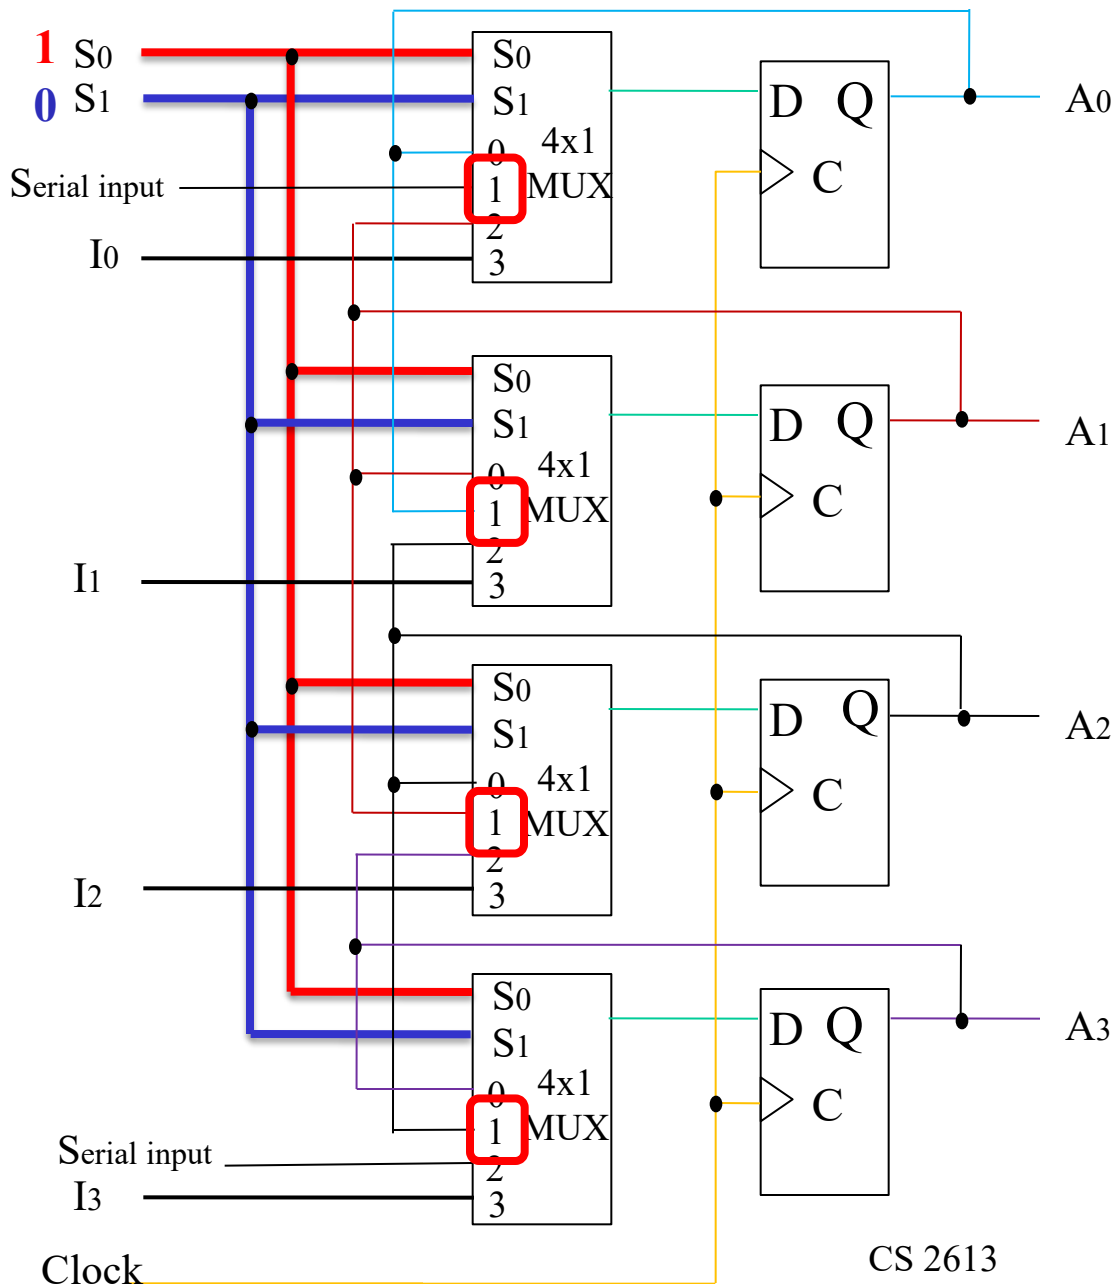 1 S0 S0
0 S1 S1 D Q A0
0 4x1
Serial input 1 MUX C
2
I0 3
S0
S1 D Q A1
0 4x1
1 MUX C
2
I1 3
S0
S1 D Q A2
0 4x1
1 MUX C
2
I2 3
S0
S1 D Q A3
0 4x1
1 MUX C
Serial input 2
I3 3
Clock CS 2613